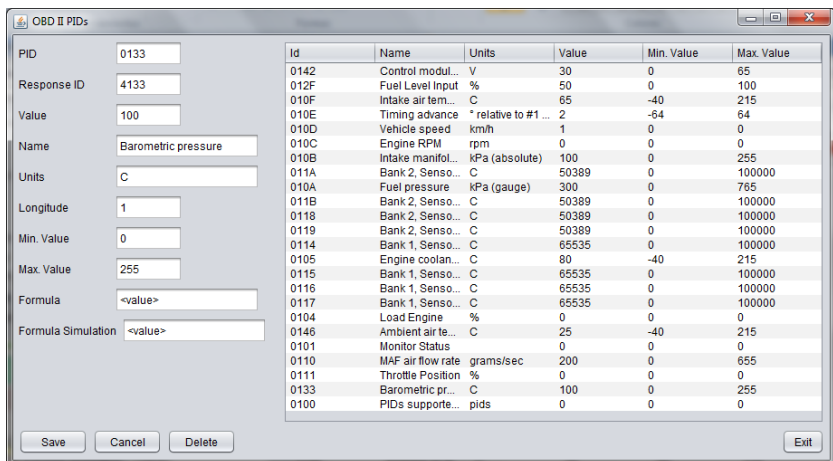 OBD II PIDs
PID 0133
Response ID 4133
Value 100
Name Barometric pressure
Units C
Longitude 1
Min. Value 0
Max. Value 255
Formula <value>
Formula Simulation <value>
Id Name Units Value Min. Value Max. Value
0142 Control modul... V 30 0 65
012F Fuel Level Input % 50 0 100
010F Intake air tem... C 65 -40 215
010E Timing advance ° relative to #1 ... 2 -64 64
010D Vehicle speed km/h 1 0 0
010C Engine RPM rpm 0 0 0
010B Intake manifol... kPa (absolute) 100 0 255
011A Bank 2, Senso... C 50389 0 100000
010A Fuel pressure kPa (gauge) 300 0 765
011B Bank 2, Senso... C 50389 0 100000
0118 Bank 2, Senso... C 50389 0 100000
0119 Bank 2, Senso... C 50389 0 100000
0114 Bank 1, Senso... C 65535 0 100000
0105 Engine coolan... C 80 -40 215
0115 Bank 1, Senso... C 65535 0 100000
0116 Bank 1, Senso... C 65535 0 100000
0117 Bank 1, Senso... C 65535 0 100000
0104 Load Engine % 0 0 0
0146 Ambient air te... C 25 -40 215
0101 Monitor Status 0 0 0
0110 MAF air flow rate grams/sec 200 0 655
0111 Throttle Position % 0 0 0
0133 Barometric pr... C 100 0 255
0100 PIDs supporte... pids 0 0 0
Save Cancel Delete Exit